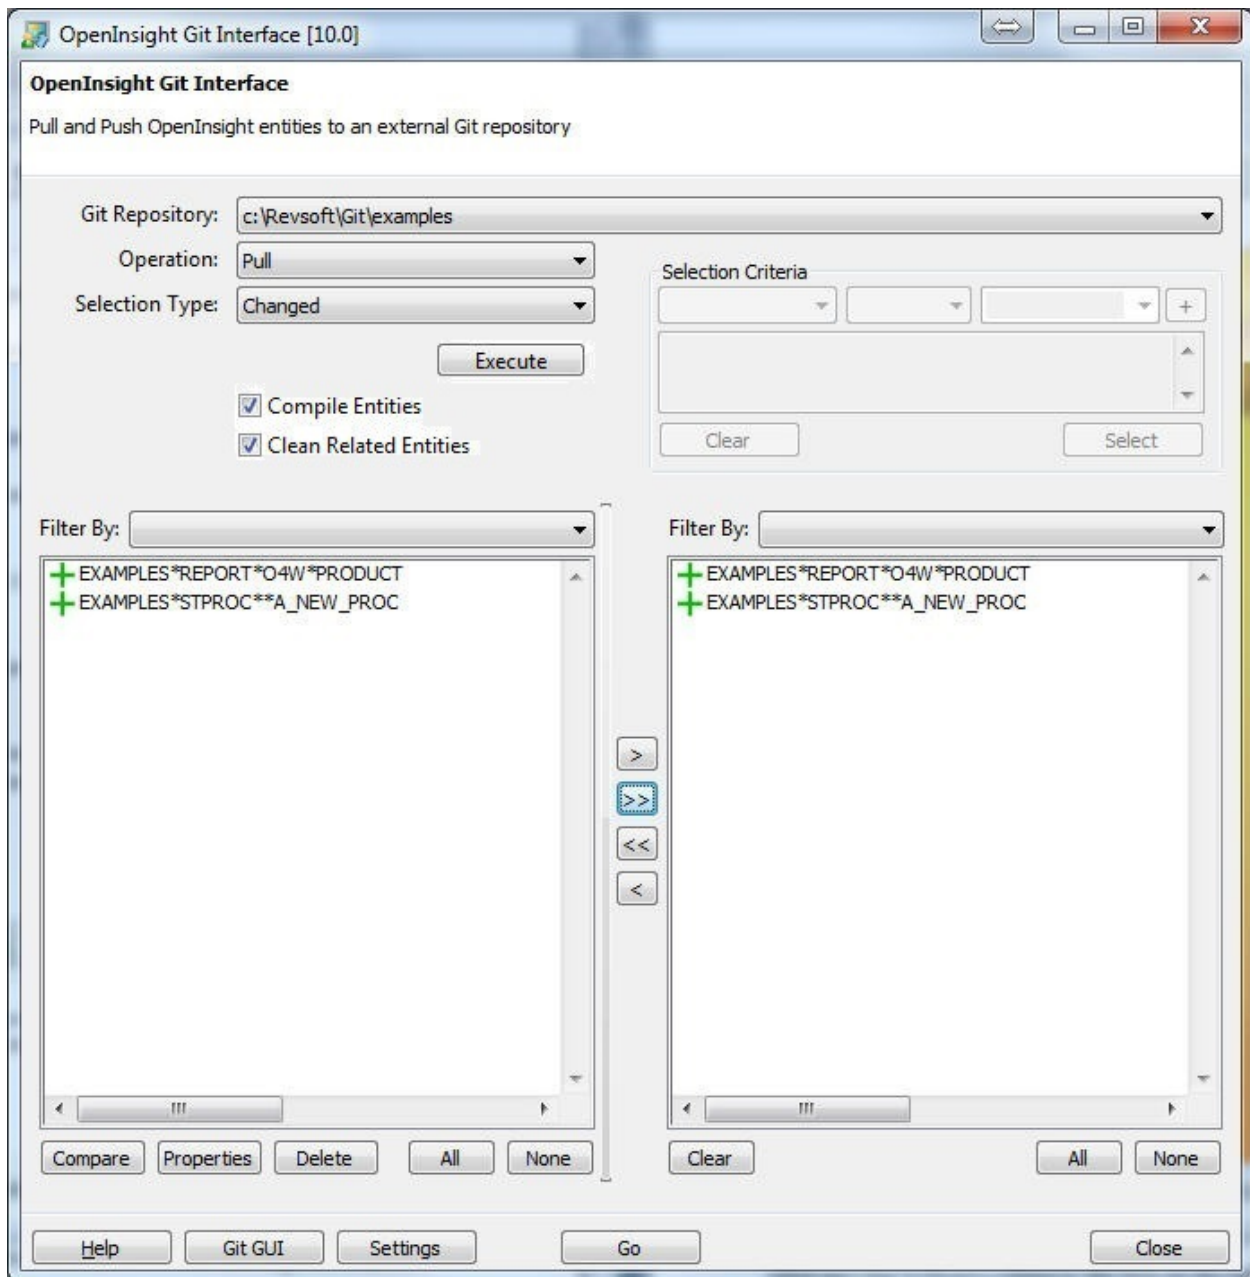 OpenInsight Git Interface [10.0]
OpenInsight Git Interface
Pull and Push OpenInsight entities to an external Git repository
Git Repository: c:\Revsoft\Git\examples
Operation: Pull
Selection Type: Changed
Selection Criteria
+
Execute
Compile Entities
Clean Related Entities
Clear Select
Filter By:
EXAMPLES*REPORT*O4W*PRODUCT
EXAMPLES*STPROC**A_NEW_PROC
>
>>
<<
<
Filter By:
EXAMPLES*REPORT*O4W*PRODUCT
EXAMPLES*STPROC**A_NEW_PROC
Compare Properties Delete All None
Clear All None
Help Git GUI Settings Go Close